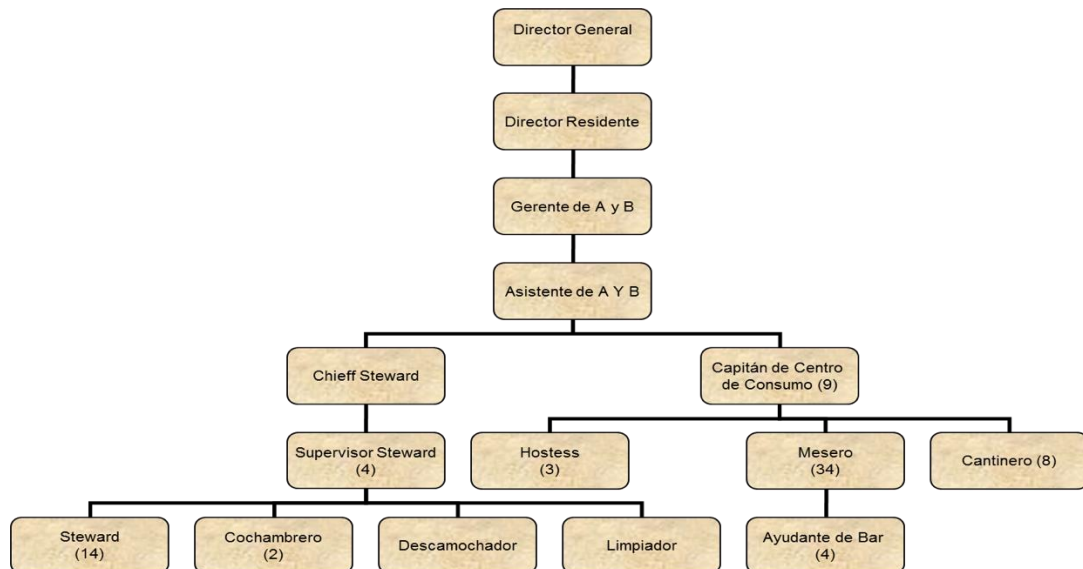 Director General
Director Residente
Gerente de A y B
Asistente de A Y B
Chieff Steward
Capitán de Centro
de Consumo (9)
Supervisor Steward
(4)
Hostess
(3)
Mesero
(34)
Cantinero (8)
Steward
(14)
Cochambrero
(2)
Descamochador
Limpiador
Ayudante de Bar
(4)